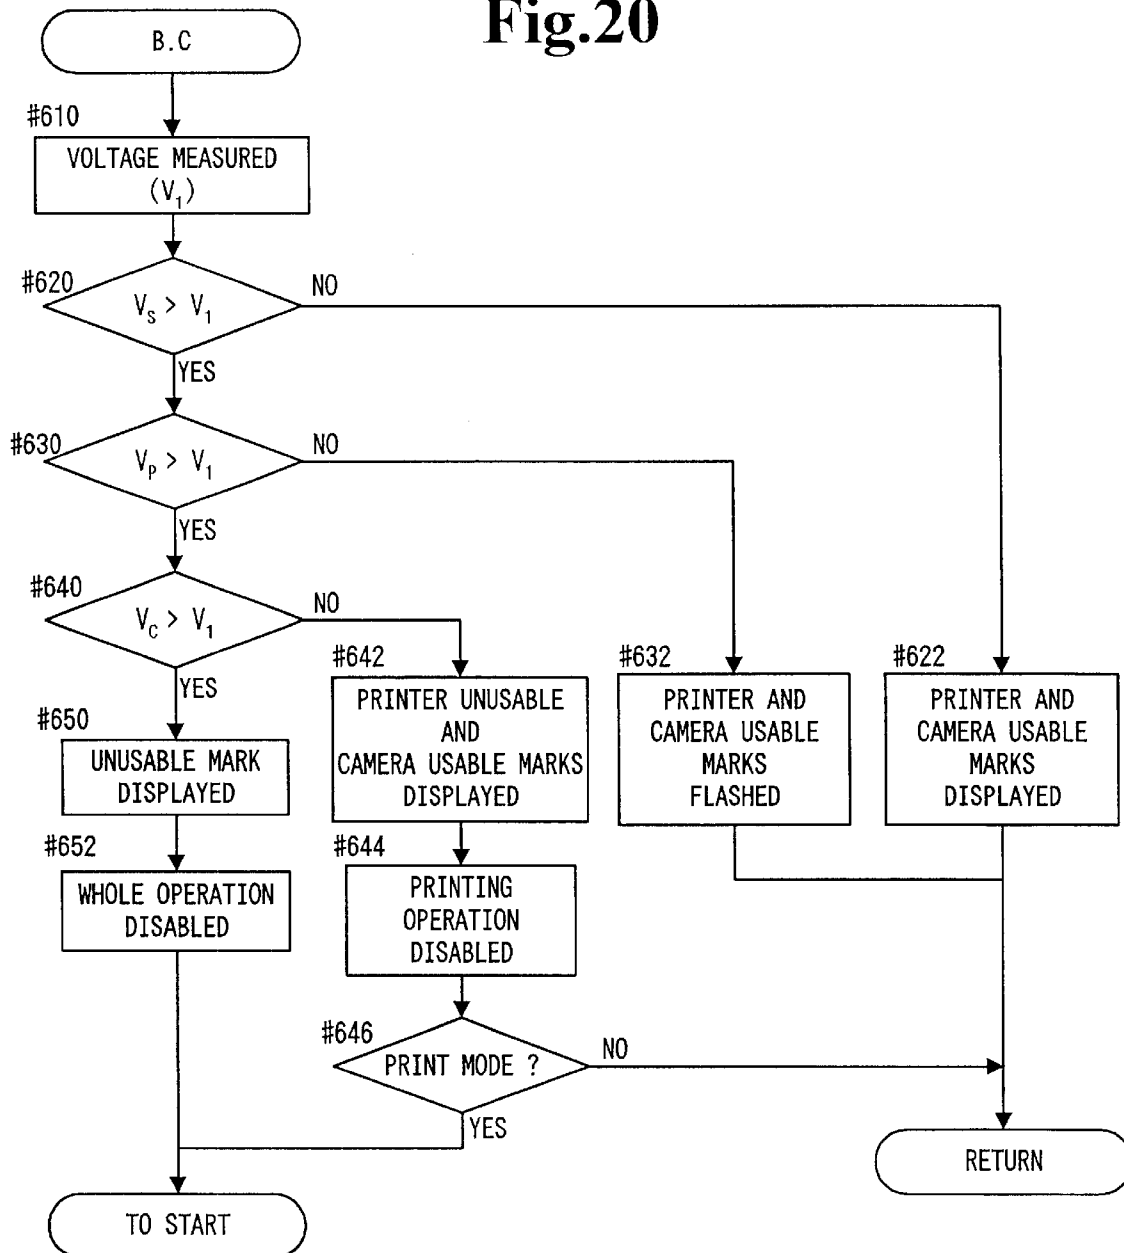 Fig.20
B.C
#610
VOLTAGE MEASURED
(V1)
#620
VS > V1
NO
YES
#630
VP > V1
NO
YES
#640
VC > V1
NO
YES
#642
PRINTER UNUSABLE
AND
CAMERA USABLE MARKS
DISPLAYED
#632
PRINTER AND
CAMERA USABLE
MARKS
FLASHED
#622
PRINTER AND
CAMERA USABLE
MARKS
DISPLAYED
#650
UNUSABLE MARK
DISPLAYED
#652
WHOLE OPERATION
DISABLED
#644
PRINTING
OPERATION
DISABLED
#646
PRINT MODE ?
NO
YES
RETURN
TO START